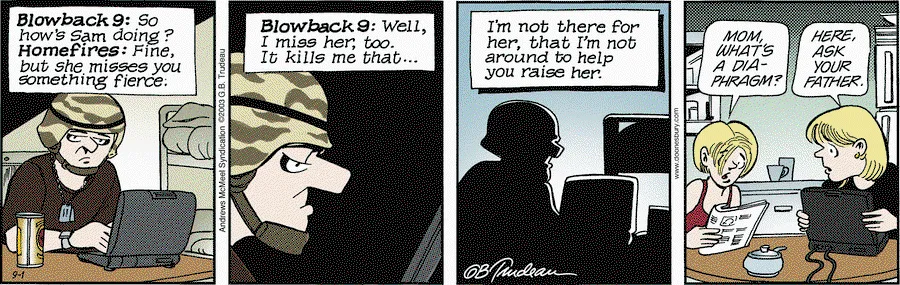 Blowback 9: So
how's Sam doing?
Homefires: Fine,
but she misses you
something fierce.
9-1
Andrews McMeel Syndication ©2003 G.B. Trudeau
Blowback 9: Well,
I miss her, too.
It kills me that...
I'm not there for
her, that I'm not
around to help
you raise her.
GB Trudeau
www.doonesbury.com
MOM,
WHAT'S
A DIA-
PHRAGM?
HERE,
ASK
YOUR
FATHER.